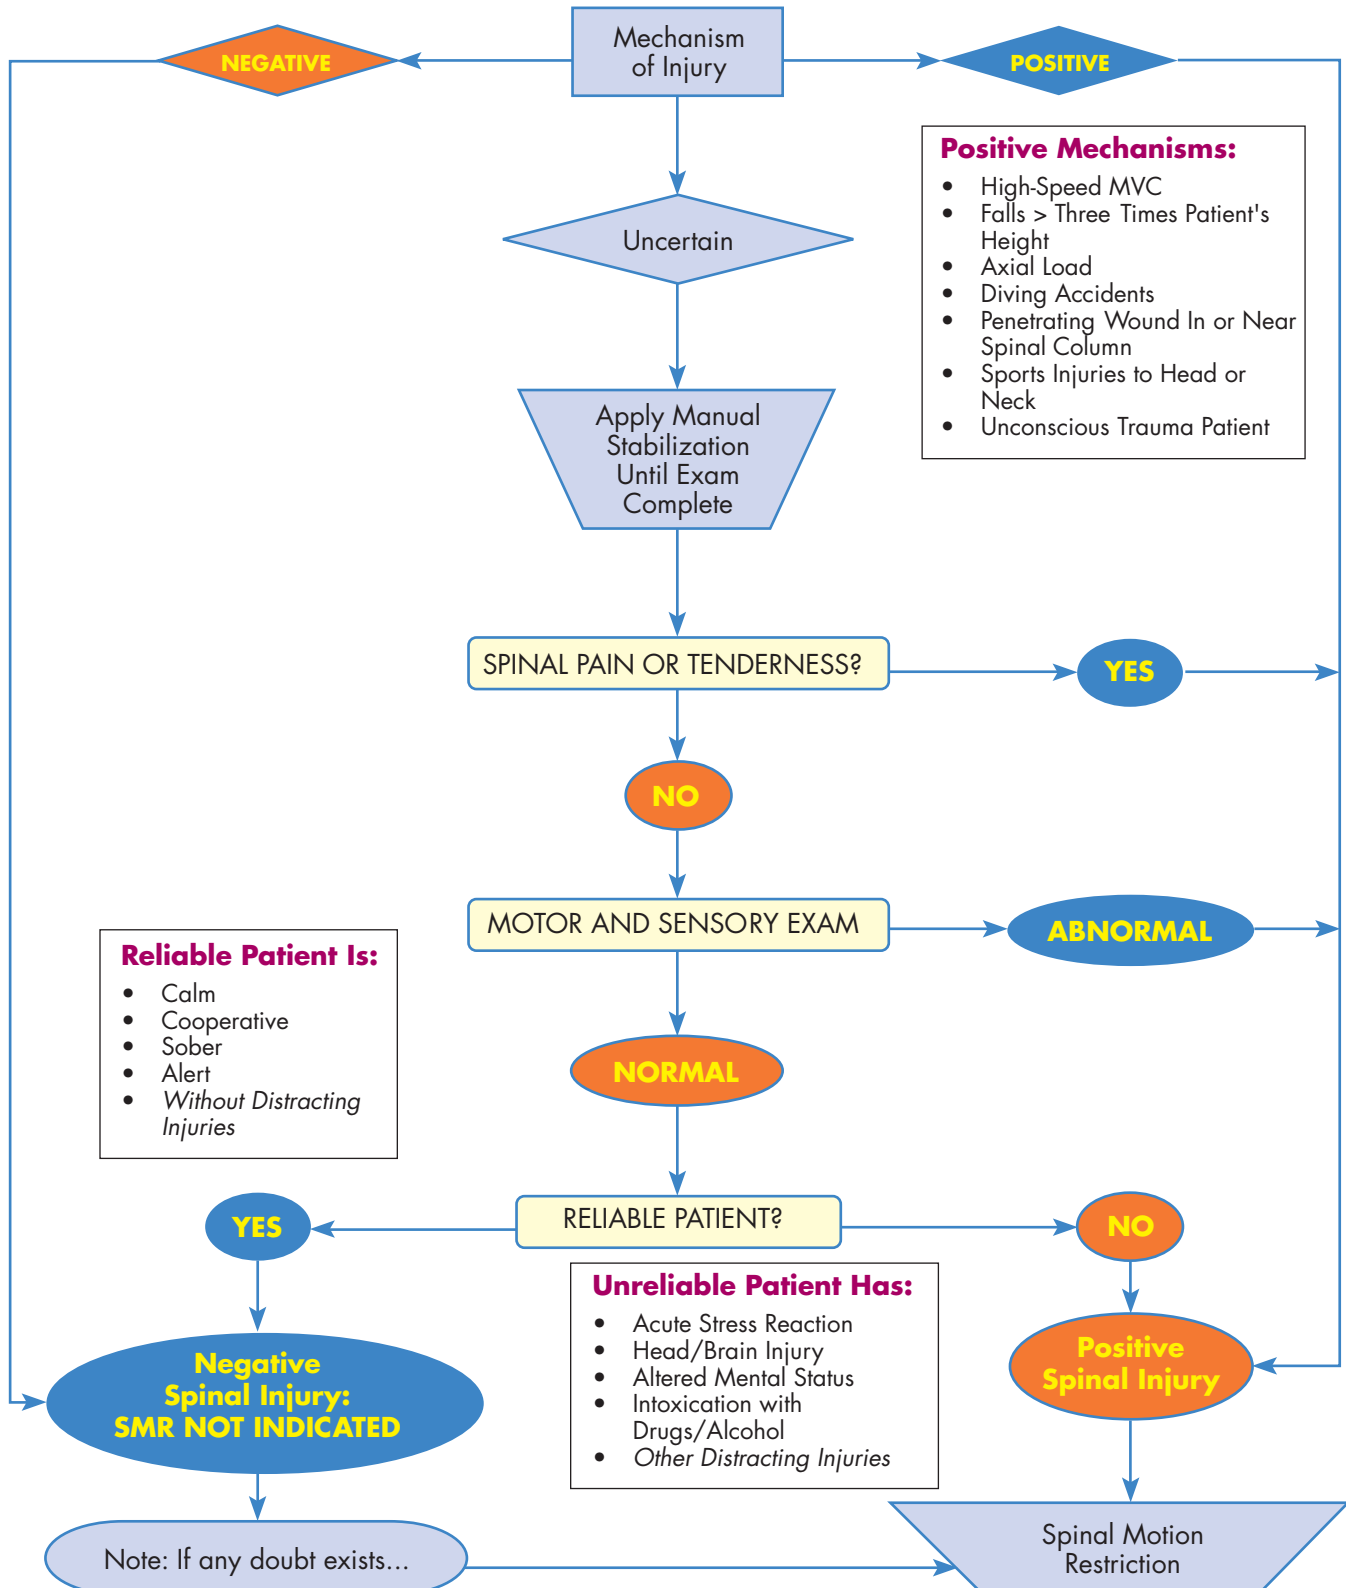 NEGATIVE
Mechanism
of Injury
POSITIVE
Positive Mechanisms:
• High-Speed MVC
• Falls > Three Times Patient's
Height
• Axial Load
• Diving Accidents
• Penetrating Wound In or Near
Spinal Column
• Sports Injuries to Head or
Neck
• Unconscious Trauma Patient
Uncertain
Apply Manual
Stabilization
Until Exam
Complete
SPINAL PAIN OR TENDERNESS?
YES
NO
MOTOR AND SENSORY EXAM
ABNORMAL
Reliable Patient Is:
• Calm
• Cooperative
• Sober
• Alert
• Without Distracting
Injuries
NORMAL
RELIABLE PATIENT?
YES
NO
Unreliable Patient Has:
• Acute Stress Reaction
• Head/Brain Injury
• Altered Mental Status
• Intoxication with
Drugs/Alcohol
• Other Distracting Injuries
Negative
Spinal Injury:
SMR NOT INDICATED
Positive
Spinal Injury
Note: If any doubt exists...
Spinal Motion
Restriction